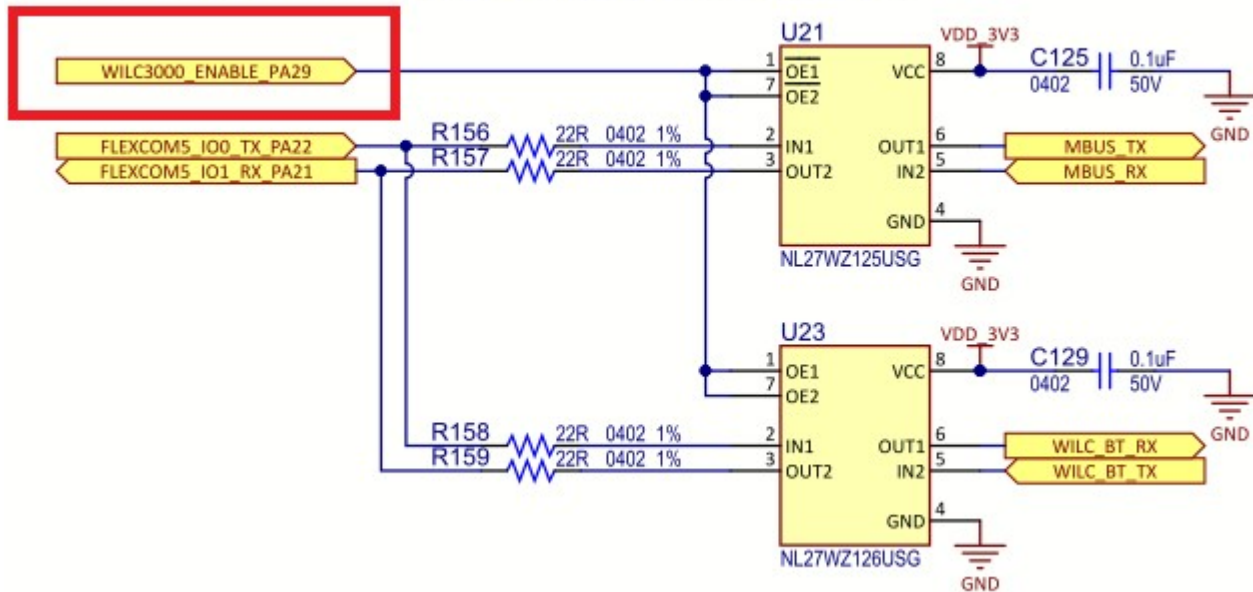 U21
VDD_3V3
WILC3000_ENABLE_PA29
1 OE1 VCC 8
C125 0.1uF
0402 50V
7 OE2
GND
FLEXCOM5_IO0_TX_PA22
R156 22R 0402 1%
2 IN1 OUT1 6
MBUS_TX
FLEXCOM5_IO1_RX_PA21
R157 22R 0402 1%
3 OUT2 IN2 5
MBUS_RX
GND 4
NL27WZ125USG
GND
U23
VDD_3V3
1 OE1 VCC 8
C129 0.1uF
0402 50V
7 OE2
GND
R158 22R 0402 1%
2 IN1 OUT1 6
WILC_BT_RX
R159 22R 0402 1%
3 OUT2 IN2 5
WILC_BT_TX
GND 4
NL27WZ126USG
GND